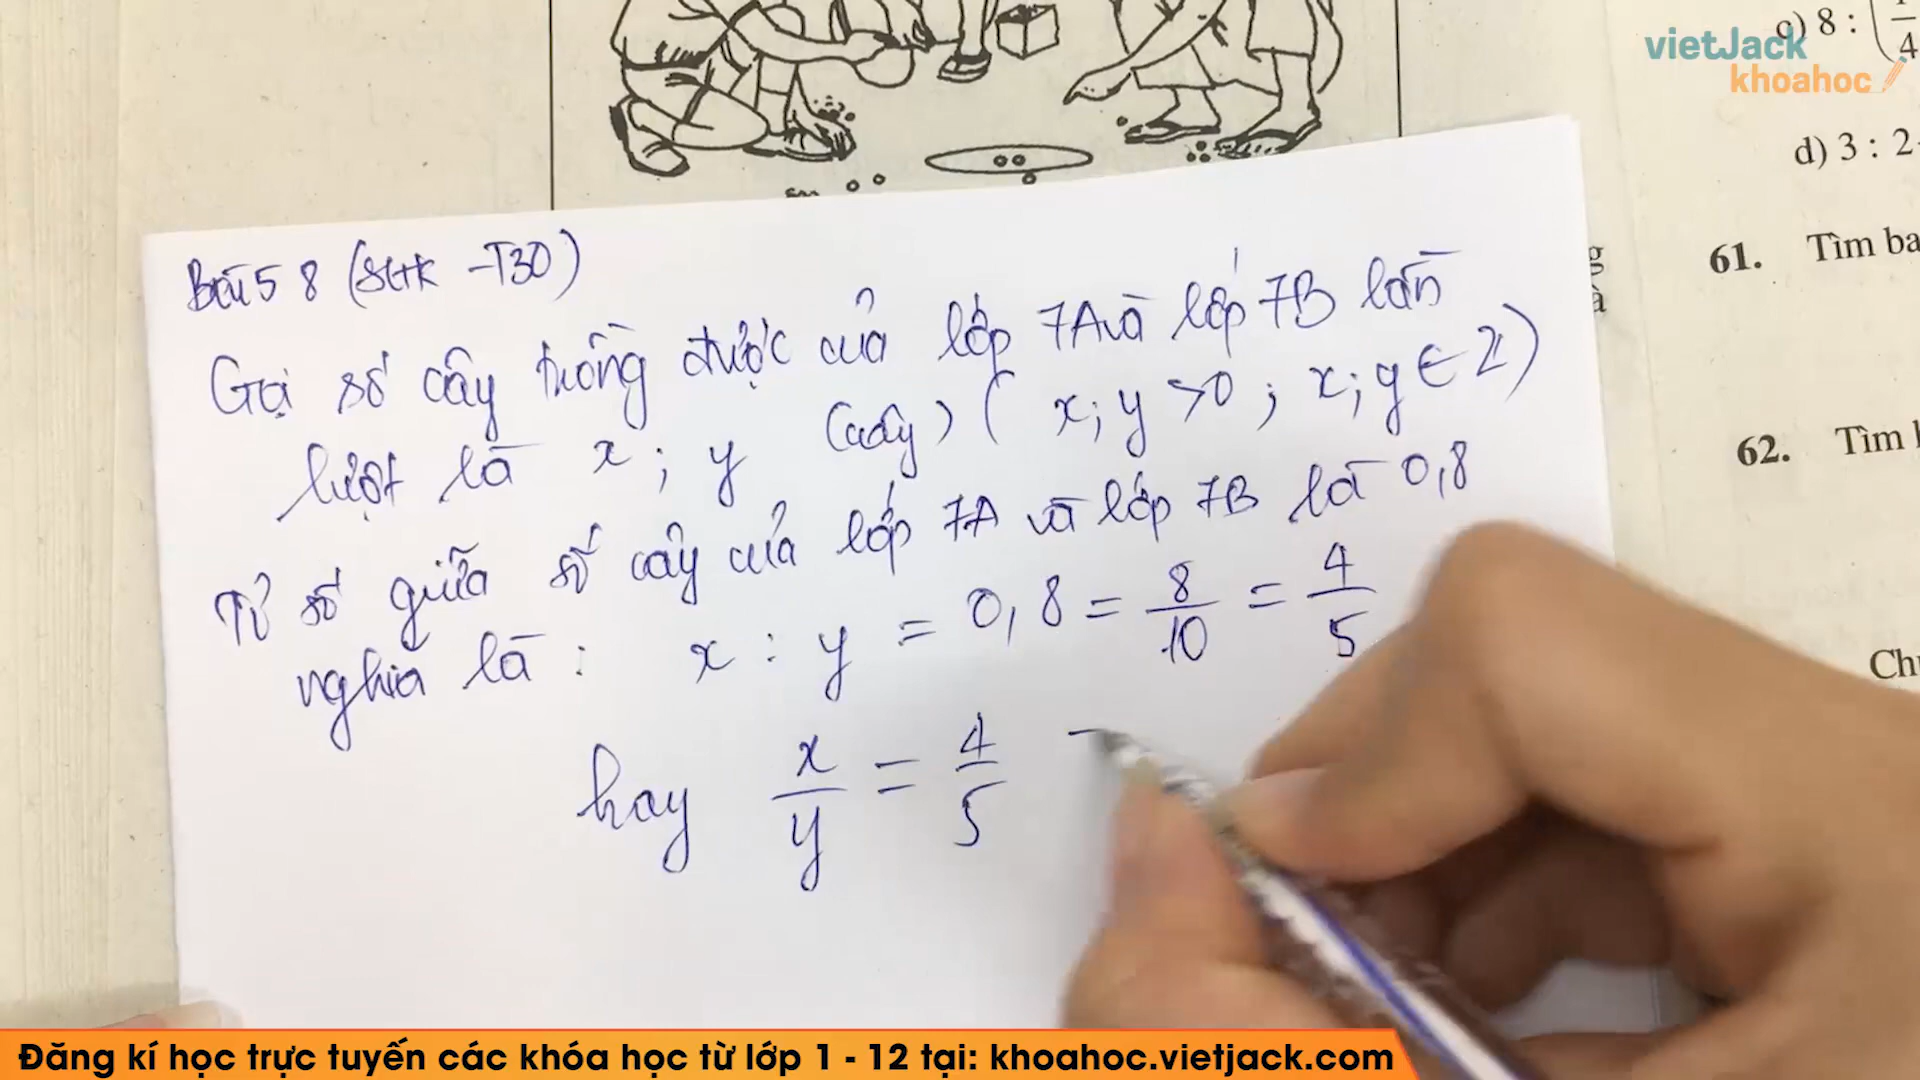 vietJack
khoahoc
c) 8 :
4
d) 3 : 2
61. Tìm ba
62. Tìm
Bài 58 (SGK - T30)
Gọi số cây trồng được của lớp 7A và lớp 7B lần
lượt là x ; y (cây) ( x; y > 0 ; x; y ∈ Z )
Tỉ số giữa số cây của lớp 7A và lớp 7B là 0,8
nghĩa là : x : y = 0,8 = 8/10 = 4/5
hay x/y = 4/5
Đăng kí học trực tuyến các khóa học từ lớp 1 - 12 tại: khoahoc.vietjack.com